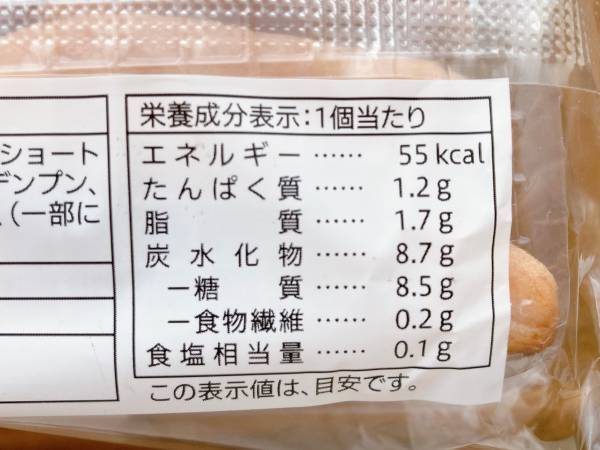 ショート
デンプン、
(一部に
栄養成分表示:1個当たり
エネルギー…… 55kcal
たんぱく質…… 1.2g
脂質…… 1.7g
炭水化物…… 8.7g
－糖質…… 8.5g
－食物繊維…… 0.2g
食塩相当量…… 0.1g
この表示値は、目安です。